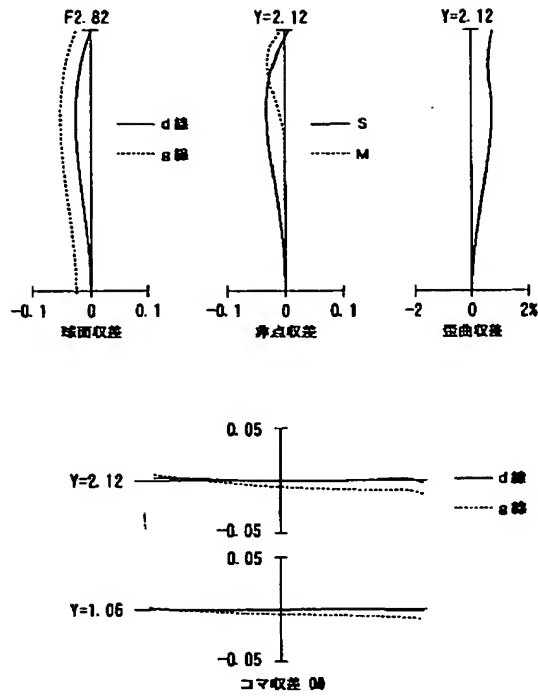 F2.82
Y=2.12
Y=2.12
d線
g線
S
M
-0.1 0 0.1
-0.1 0 0.1
-2 0 2%
球面収差
非点収差
歪曲収差
0.05
Y=2.12
-0.05
d線
g線
0.05
Y=1.06
-0.05
コマ収差 (M)